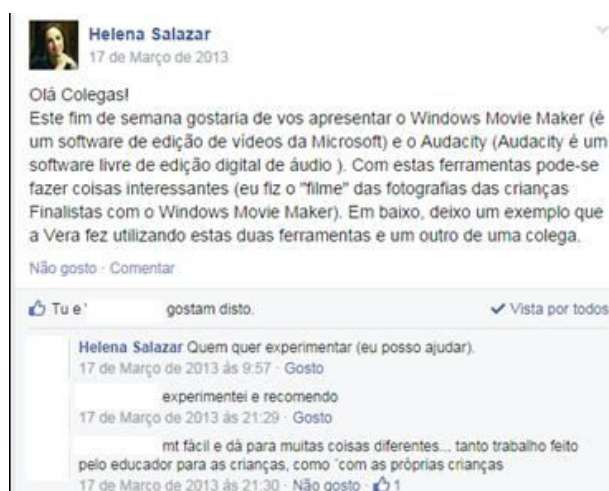 Helena Salazar
17 de Março de 2013
Olá Colegas!
Este fim de semana gostaria de vos apresentar o Windows Movie Maker (é
um software de edição de vídeos da Microsoft) e o Audacity (Audacity é um
software livre de edição digital de áudio ). Com estas ferramentas pode-se
fazer coisas interessantes (eu fiz o "filme" das fotografias das crianças
Finalistas com o Windows Movie Maker). Em baixo, deixo um exemplo que
a Vera fez utilizando estas duas ferramentas e um outro de uma colega.
Não gosto · Comentar
Tu e ' gostam disto. ✓ Vista por todos
Helena Salazar Quem quer experimentar (eu posso ajudar).
17 de Março de 2013 às 9:57 · Gosto
experimentei e recomendo
17 de Março de 2013 às 21:29 · Gosto
mt fácil e dá para muitas coisas diferentes... tanto trabalho feito
pelo educador para as crianças, como ´com as próprias crianças
17 de Março de 2013 às 21:30 · Não gosto · 1